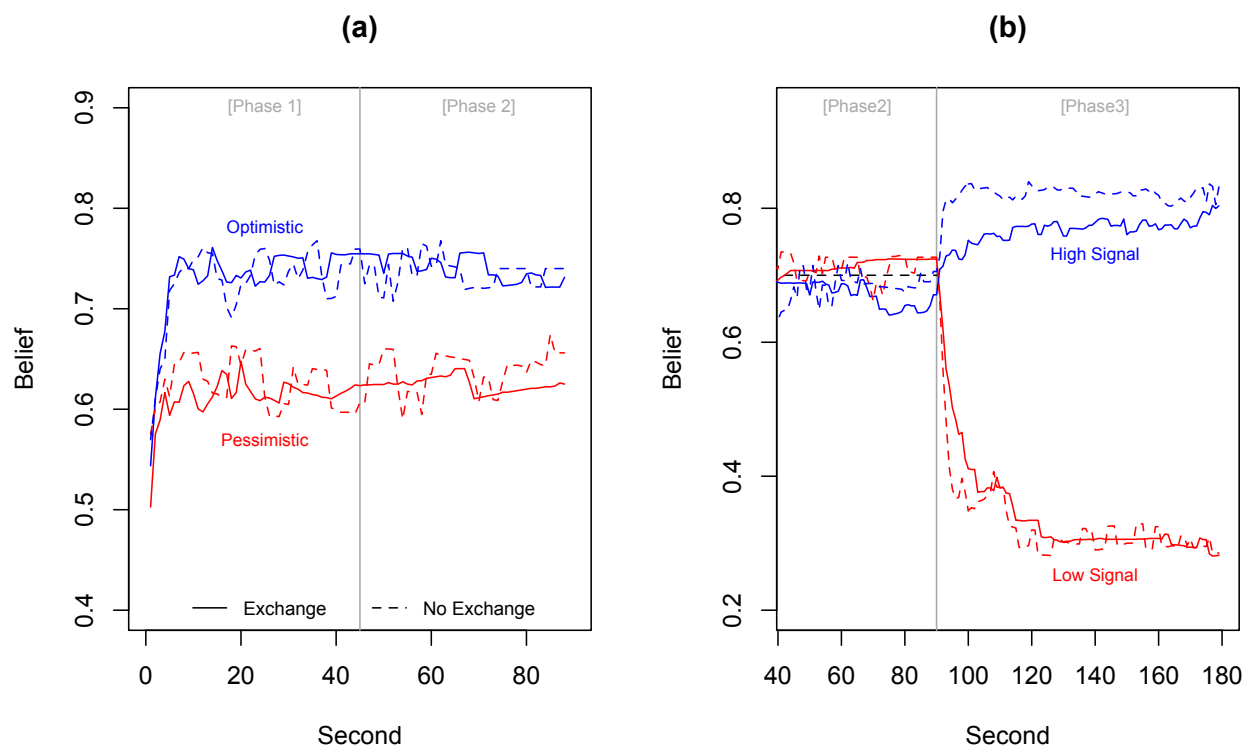 (a)
[Phase 1]
[Phase 2]
Optimistic
Pessimistic
Exchange
No Exchange
Belief
0.9
0.8
0.7
0.6
0.5
0.4
0 20 40 60 80
Second
(b)
[Phase2]
[Phase3]
High Signal
Low Signal
Belief
0.8
0.6
0.4
0.2
40 60 80 100 120 140 160 180
Second